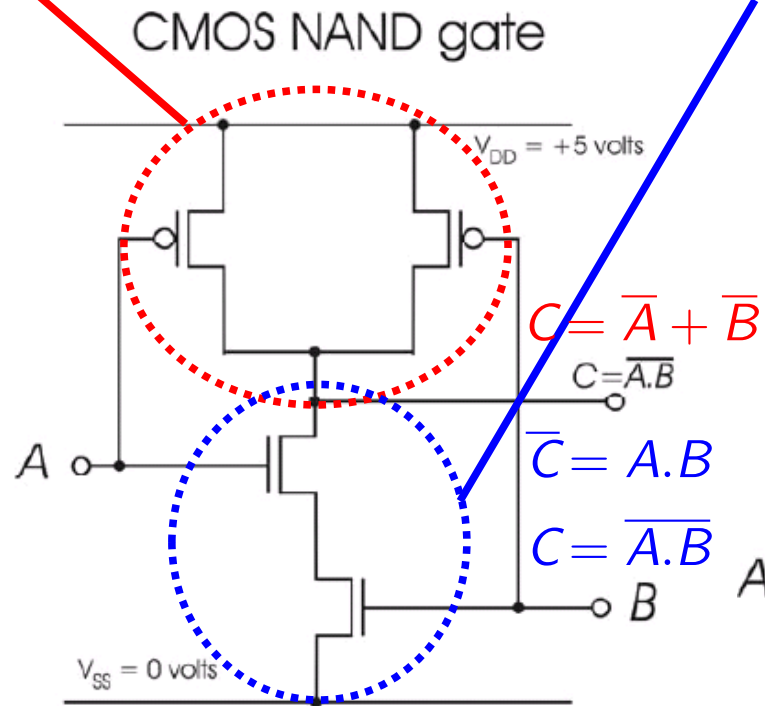 CMOS NAND gate
V_DD = +5 volts
C = A̅ + B̅
C=A̅.̅B̅
A
C̅ = A.B
C = A̅.̅B̅
A
B
V_SS = 0 volts